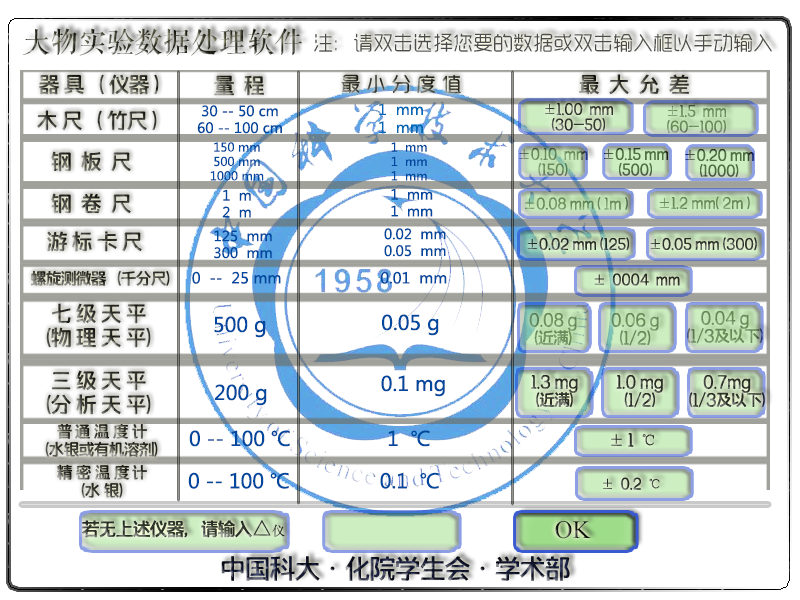 大物实验数据处理软件 注: 请双击选择您要的数据或双击输入框以手动输入
器具（仪器） 量程 最小分度值 最大允差
木尺（竹尺） 30 -- 50 cm 1 mm ±1.00 mm (30—50) ±1.5 mm (60—100)
60 -- 100 cm 1 mm
钢板尺 150 mm 1 mm ±0.10 mm (150) ±0.15 mm (500) ±0.20 mm (1000)
500 mm 1 mm
1000 mm 1 mm
钢卷尺 1 m 1 mm ±0.08 mm (1m) ±1.2 mm (2m)
2 m 1 mm
游标卡尺 125 mm 0.02 mm ±0.02 mm (125) ±0.05 mm (300)
300 mm 0.05 mm
螺旋测微器（千分尺） 0 -- 25 mm 0.01 mm ± 0004 mm
七级天平 (物理天平) 500 g 0.05 g 0.08 g (近满) 0.06 g (1/2) 0.04 g (1/3及以下)
三级天平 (分析天平) 200 g 0.1 mg 1.3 mg (近满) 1.0 mg (1/2) 0.7mg (1/3及以下)
普通温度计 (水银或有机溶剂) 0 -- 100 ℃ 1 ℃ ± 1 ℃
精密温度计 (水银) 0 -- 100 ℃ 0.1 ℃ ± 0.2 ℃
若无上述仪器，请输入△仪 OK
中国科大 · 化院学生会 · 学术部
1958
University of Science and Technology